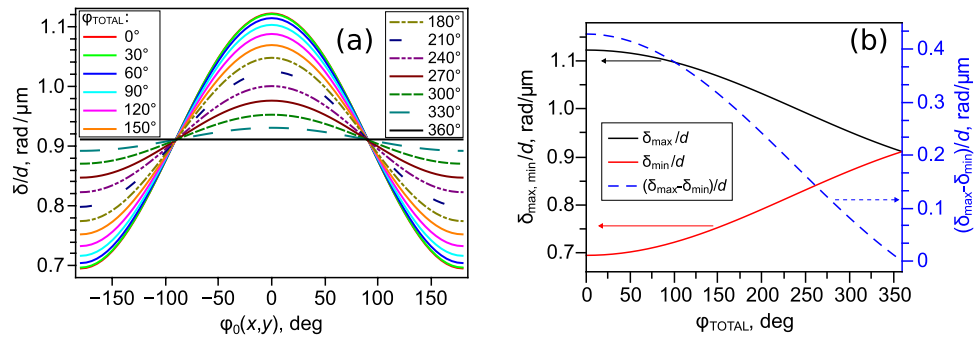 (a)
φTOTAL:
0°
30°
60°
90°
120°
150°
180°
210°
240°
270°
300°
330°
360°
δ/d, rad/μm
1.1
1.0
0.9
0.8
0.7
−150 −100 −50 0 50 100 150
φ0(x,y), deg
(b)
δmax, min/d, rad/μm
1.1
1.0
0.9
0.8
0.7
δmax/d
δmin/d
(δmax-δmin)/d
0.4
0.3
0.2
0.1
0
(δmax-δmin)/d, rad/μm
0 50 100 150 200 250 300 350
φTOTAL, deg